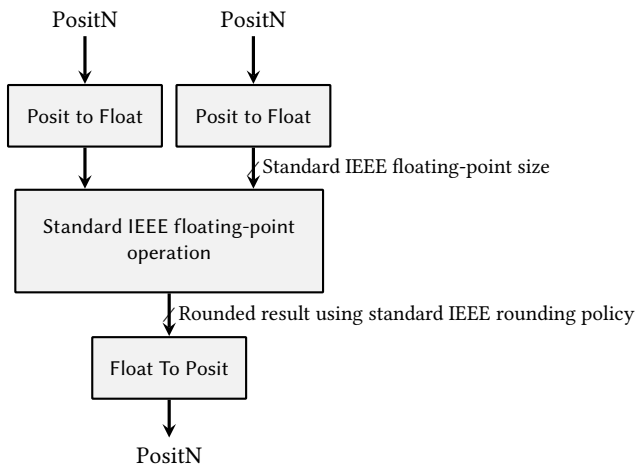 PositN PositN
Posit to Float Posit to Float
Standard IEEE floating-point size
Standard IEEE floating-point
operation
Rounded result using standard IEEE rounding policy
Float To Posit
PositN